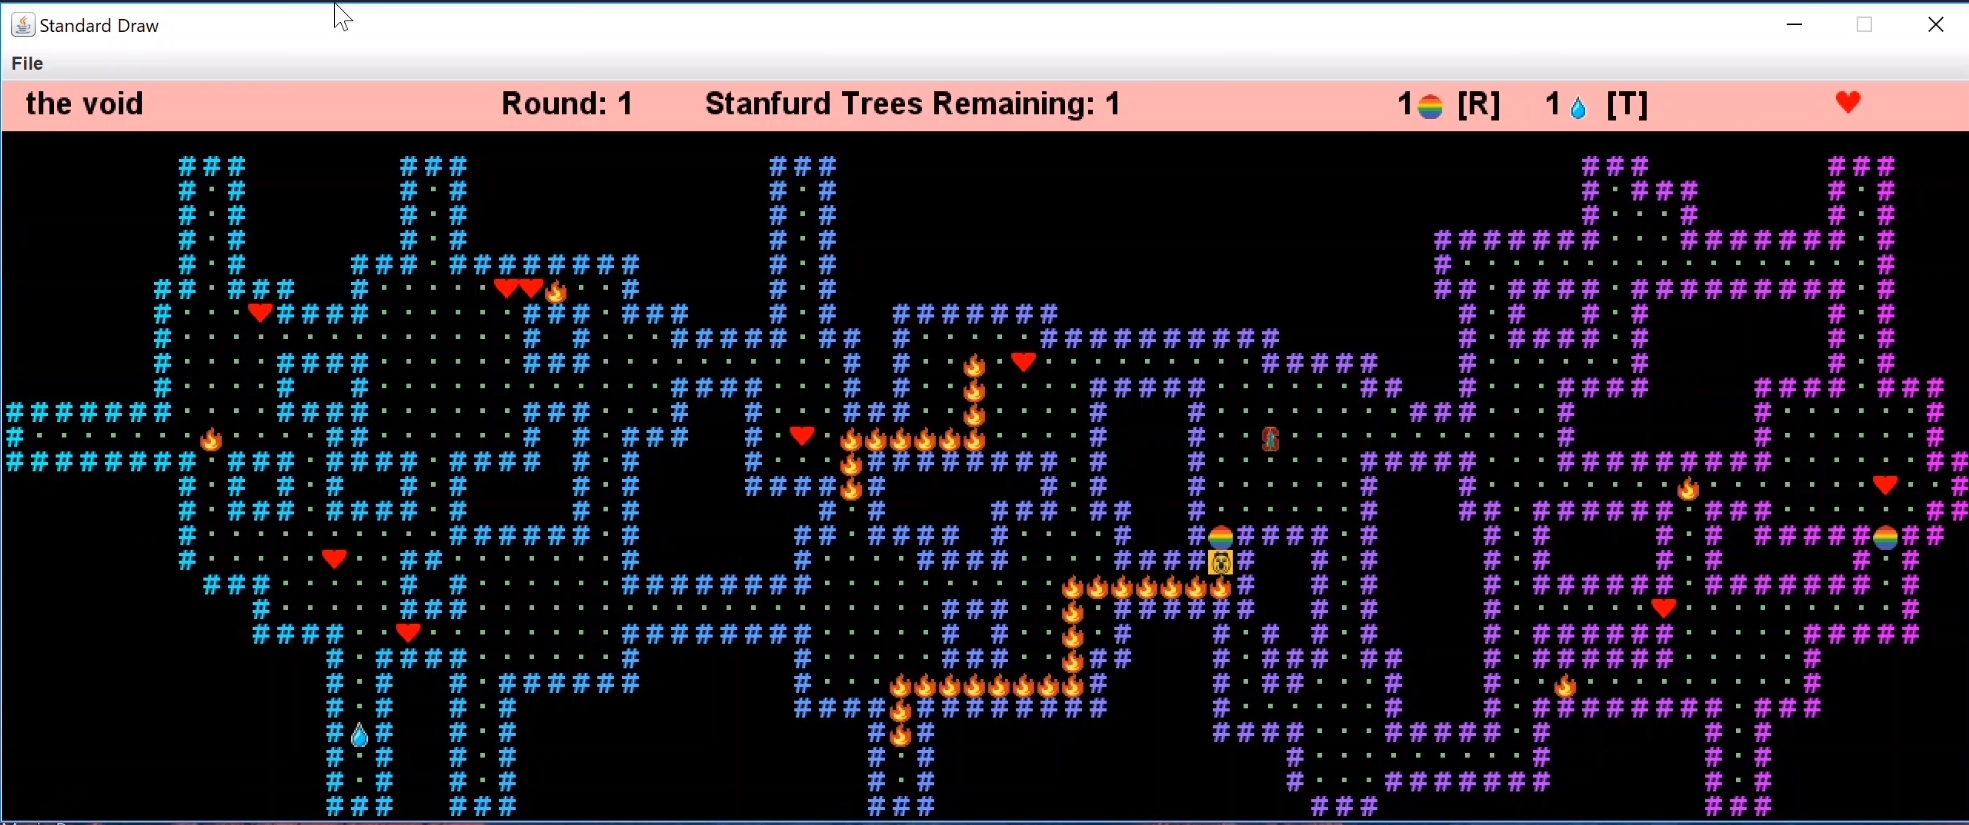 Standard Draw
File
the void Round: 1 Stanfurd Trees Remaining: 1 1 [R] 1 [T]